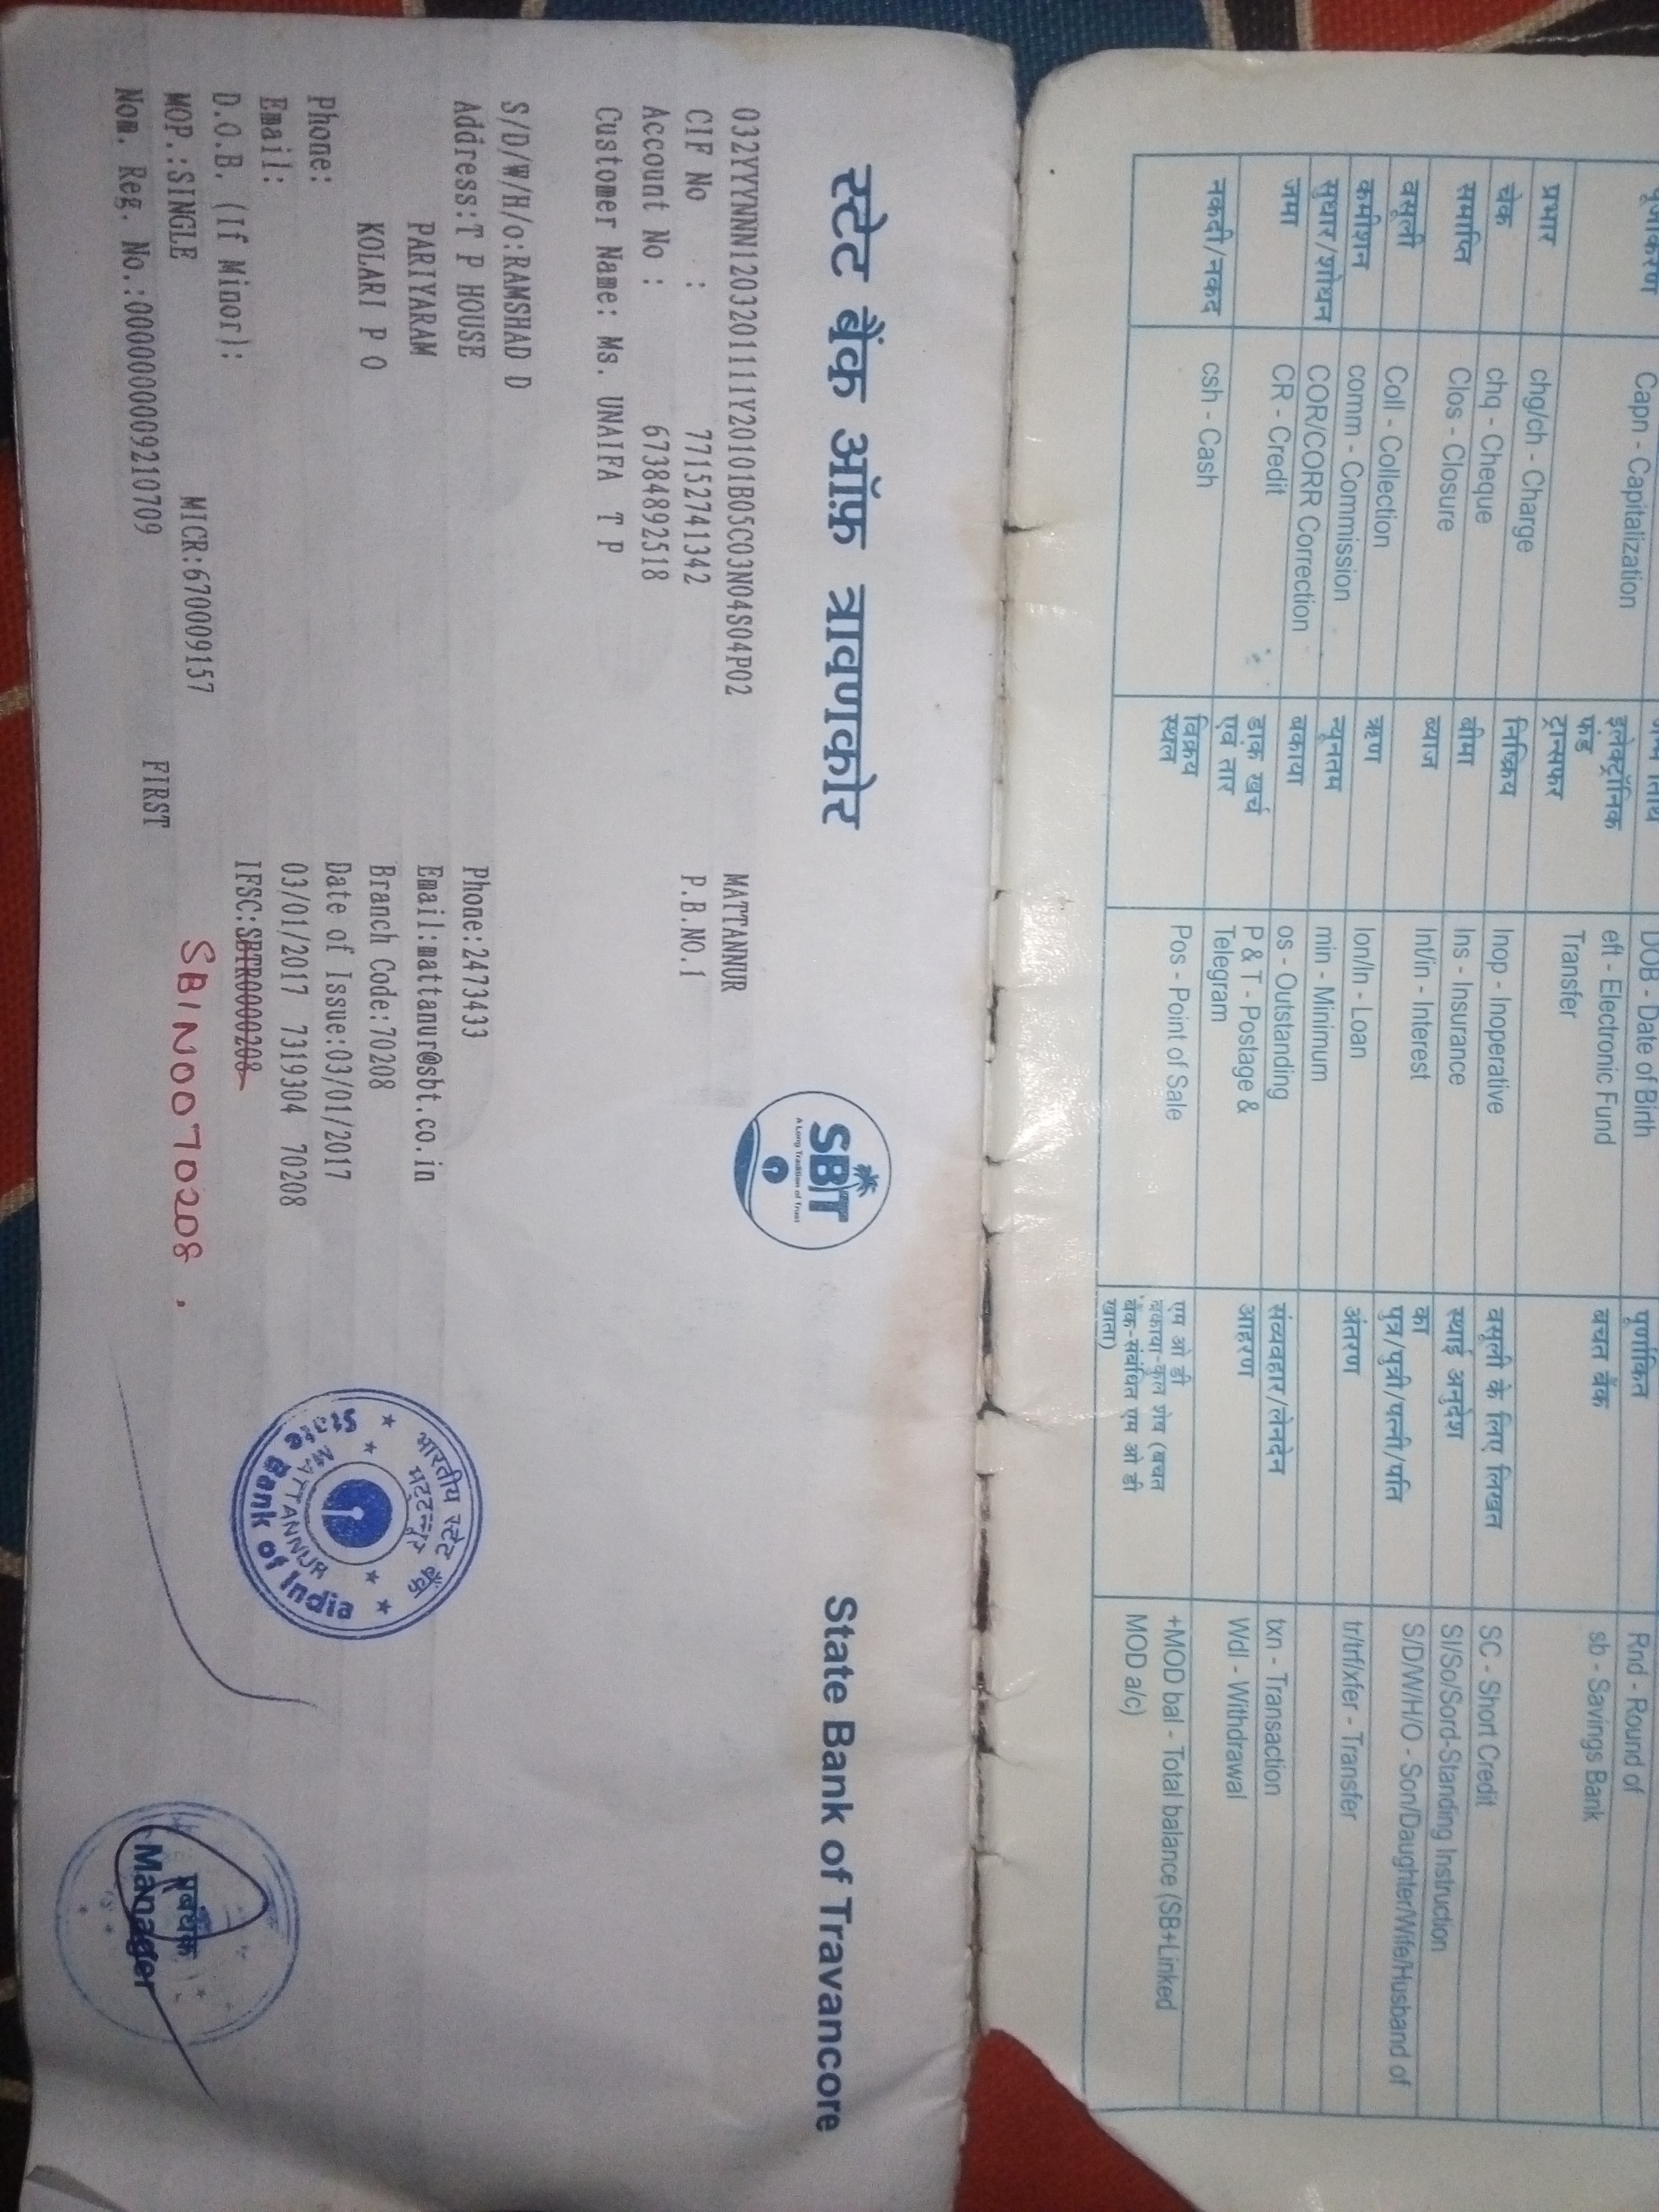 Capn - Capitalization
इलेक्ट्रॉनिक फंड ट्रान्सफर
DOB - Date of Birth
eft - Electronic Fund Transfer
बचत बैंक
Rnd - Round of
sb - Savings Bank
प्रभार
chg/ch - Charge
चेक
chq - Cheque
निष्क्रिय
Inop - Inoperative
वसूली के लिए लिखत
SC - Short Credit
समाप्ति
Clos - Closure
बीमा
Ins - Insurance
स्थाई अनुदेश
SI/So/Sord-Standing Instruction
वसूली
Coll - Collection
ब्याज
Int/in - Interest
का
पुत्र/पुत्री/पत्नी/पति
S/D/W/H/O - Son/Daughter/Wife/Husband of
कमीशन
comm - Commission
ऋण
lon/ln - Loan
अंतरण
tr/trf/xfer - Transfer
सुधार/शोधन
COR/CORR Correction
न्यूनतम
min - Minimum
जमा
CR - Credit
बकाया
os - Outstanding
संव्यवहार/लेनदेन
txn - Transaction
डाक खर्च एवं तार
P & T - Postage & Telegram
आहरण
Wdl - Withdrawal
नकदी/नकद
csh - Cash
विक्रय स्थल
Pos - Point of Sale
एम ओ डी
बकाया-कुल शेष (बचत
बैंक-संबंधित एम ओ डी
खाता)
+MOD bal - Total balance (SB+Linked
MOD a/c)
स्टेट बैंक ऑफ़ त्रावणकोर
SBT
A Long Tradition of Trust
State Bank of Travancore
032YYYNNN1203201111Y20101B05C03N04S04P02
MATTANNUR
CIF No : 77152741342
P.B.NO.1
Account No : 67384892518
Customer Name: Ms. UNAIFA T P
S/D/W/H/o:RAMSHAD D
Address:T P HOUSE
Phone:2473433
PARIYARAM
Email:mattanur@sbt.co.in
KOLARI P O
Branch Code:70208
Phone:
Date of Issue:03/01/2017
Email:
03/01/2017 7319304 70208
D.O.B. (If Minor):
IFSC:SBTR0000208
MOP.:SINGLE
MICR:670009157
SBIN0070208.
Nom. Reg. No.:00000000009210709
FIRST
भारतीय स्टेट बैंक
मट्टन्नूर
MATTANNUR
State Bank of India
प्रबंधक
Manager